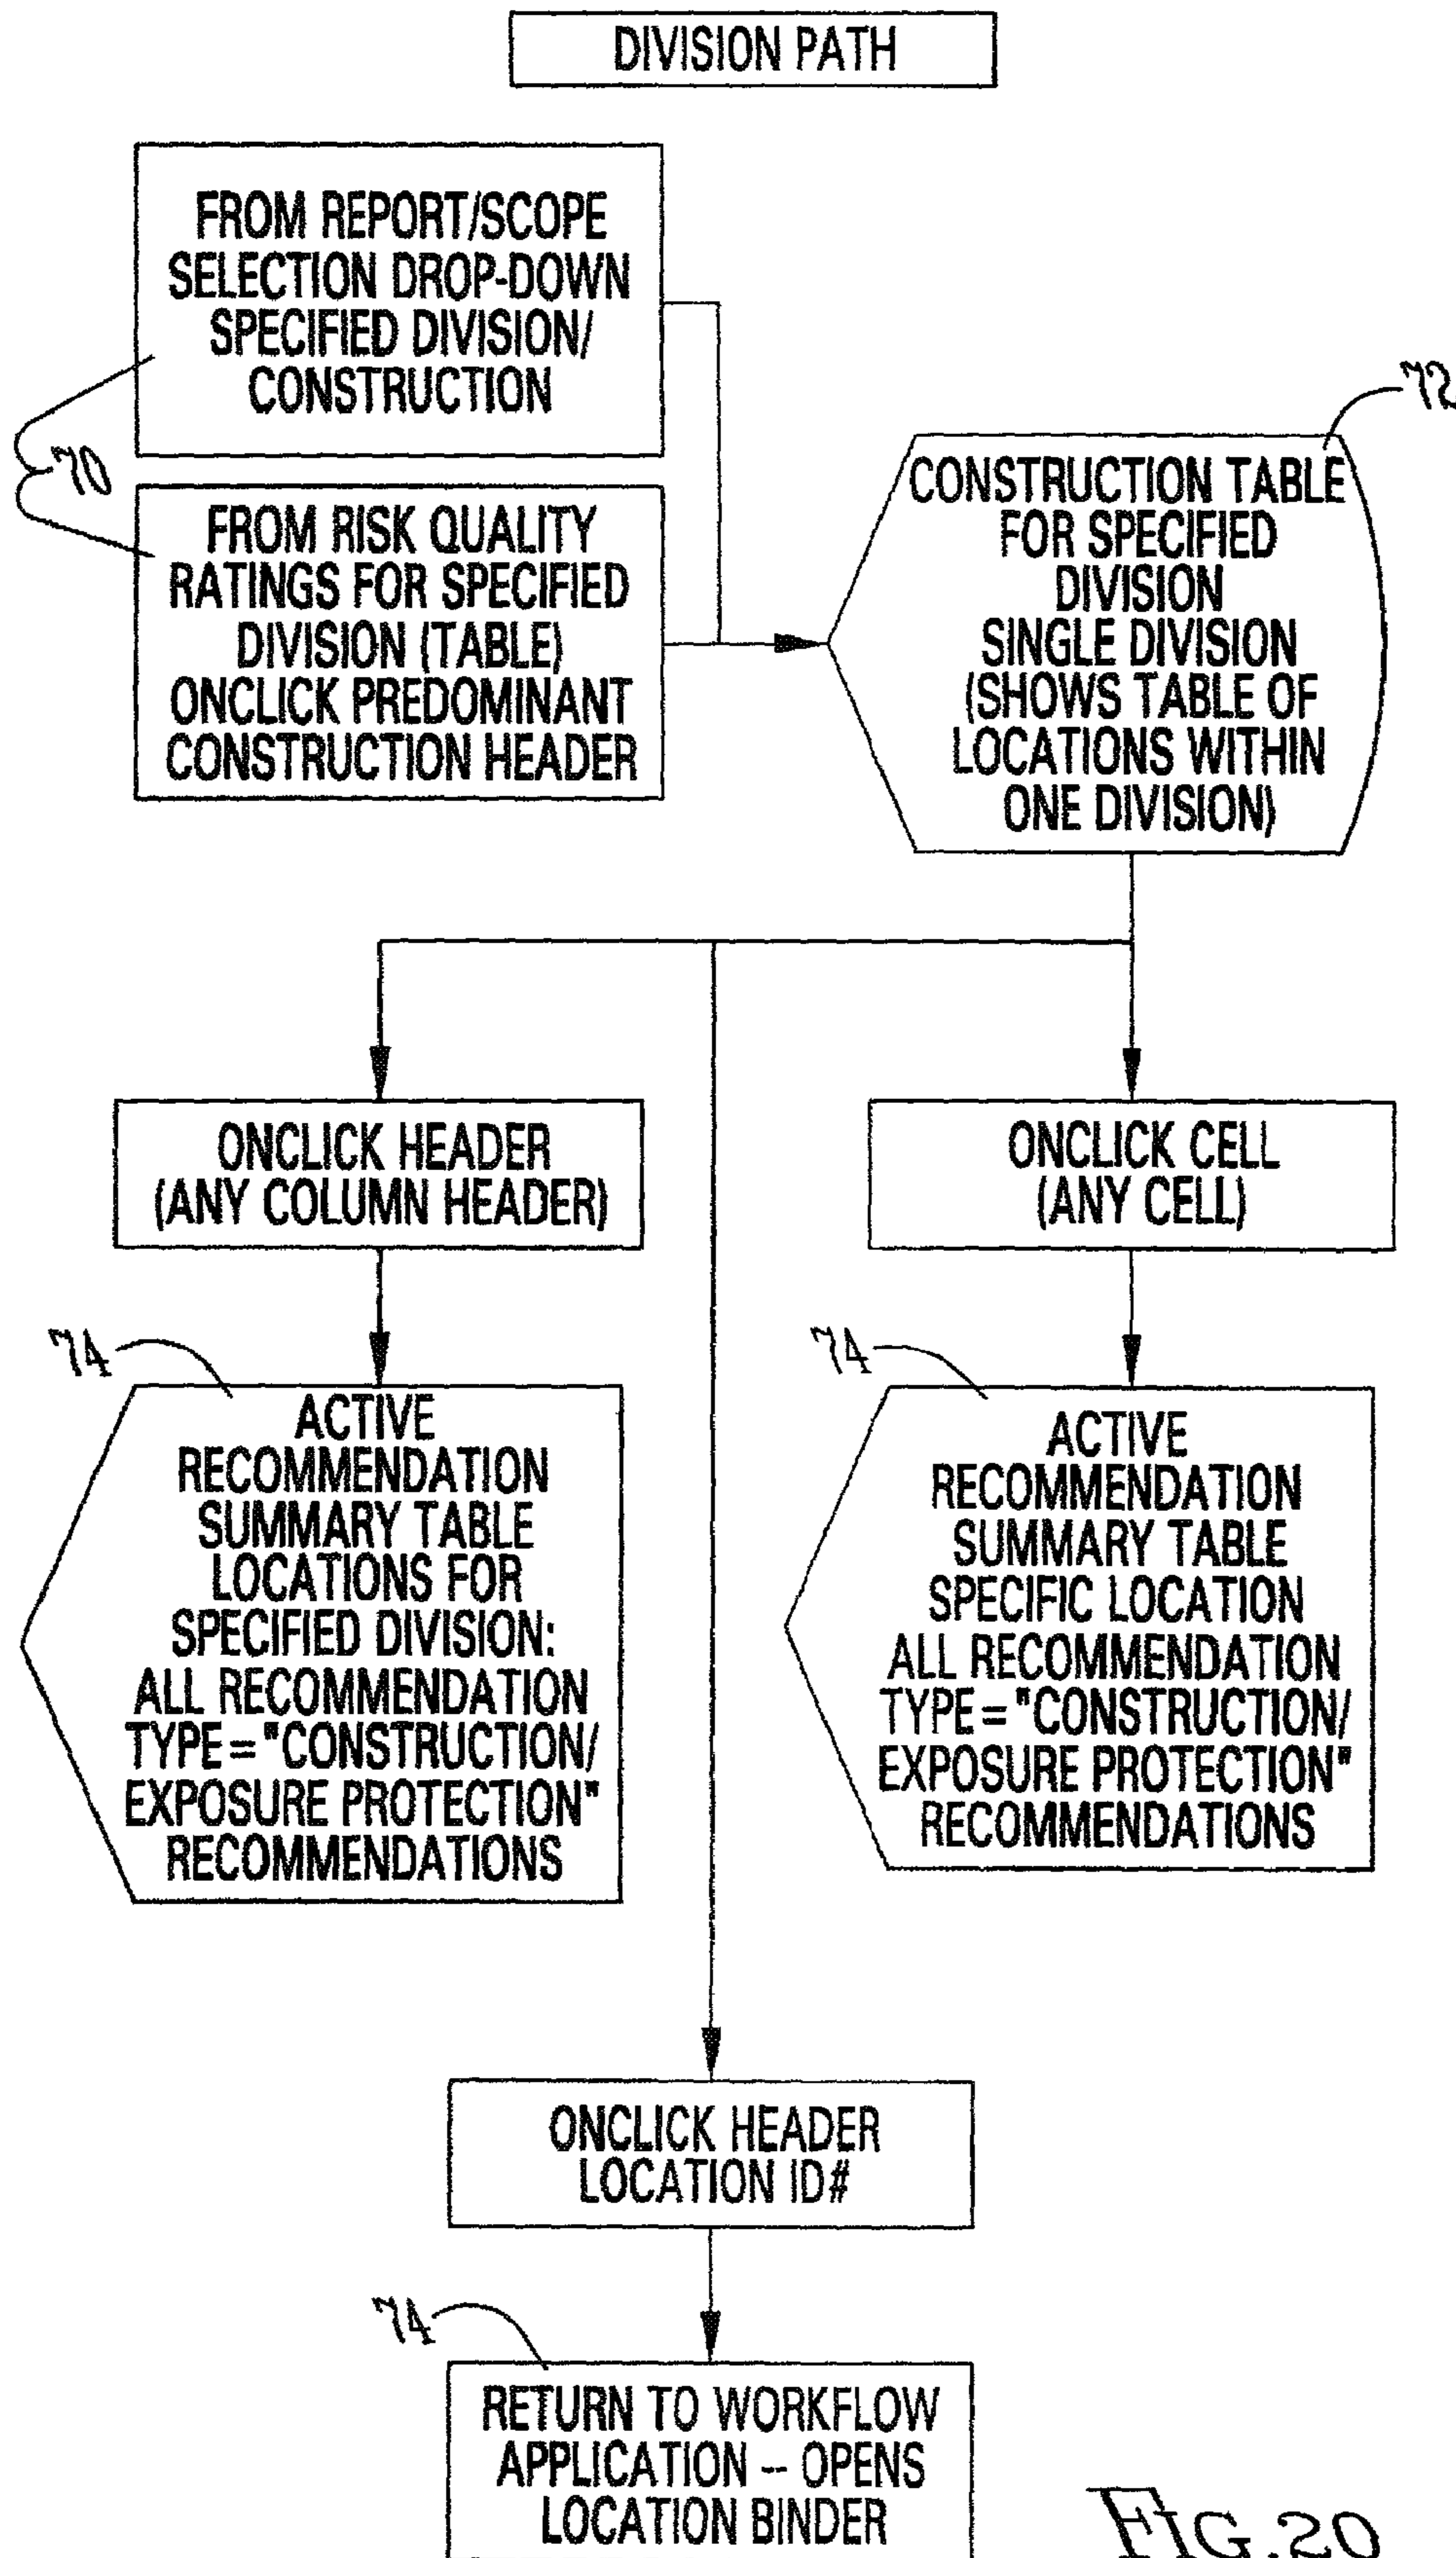 DIVISION PATH
FROM REPORT/SCOPE
SELECTION DROP-DOWN
SPECIFIED DIVISION/
CONSTRUCTION
70
FROM RISK QUALITY
RATINGS FOR SPECIFIED
DIVISION (TABLE)
ONCLICK PREDOMINANT
CONSTRUCTION HEADER
72
CONSTRUCTION TABLE
FOR SPECIFIED
DIVISION
SINGLE DIVISION
(SHOWS TABLE OF
LOCATIONS WITHIN
ONE DIVISION)
ONCLICK HEADER
(ANY COLUMN HEADER)
ONCLICK CELL
(ANY CELL)
74
ACTIVE
RECOMMENDATION
SUMMARY TABLE
LOCATIONS FOR
SPECIFIED DIVISION:
ALL RECOMMENDATION
TYPE="CONSTRUCTION/
EXPOSURE PROTECTION"
RECOMMENDATIONS
74
ACTIVE
RECOMMENDATION
SUMMARY TABLE
SPECIFIC LOCATION
ALL RECOMMENDATION
TYPE="CONSTRUCTION/
EXPOSURE PROTECTION"
RECOMMENDATIONS
ONCLICK HEADER
LOCATION ID#
74
RETURN TO WORKFLOW
APPLICATION -- OPENS
LOCATION BINDER
FIG.20